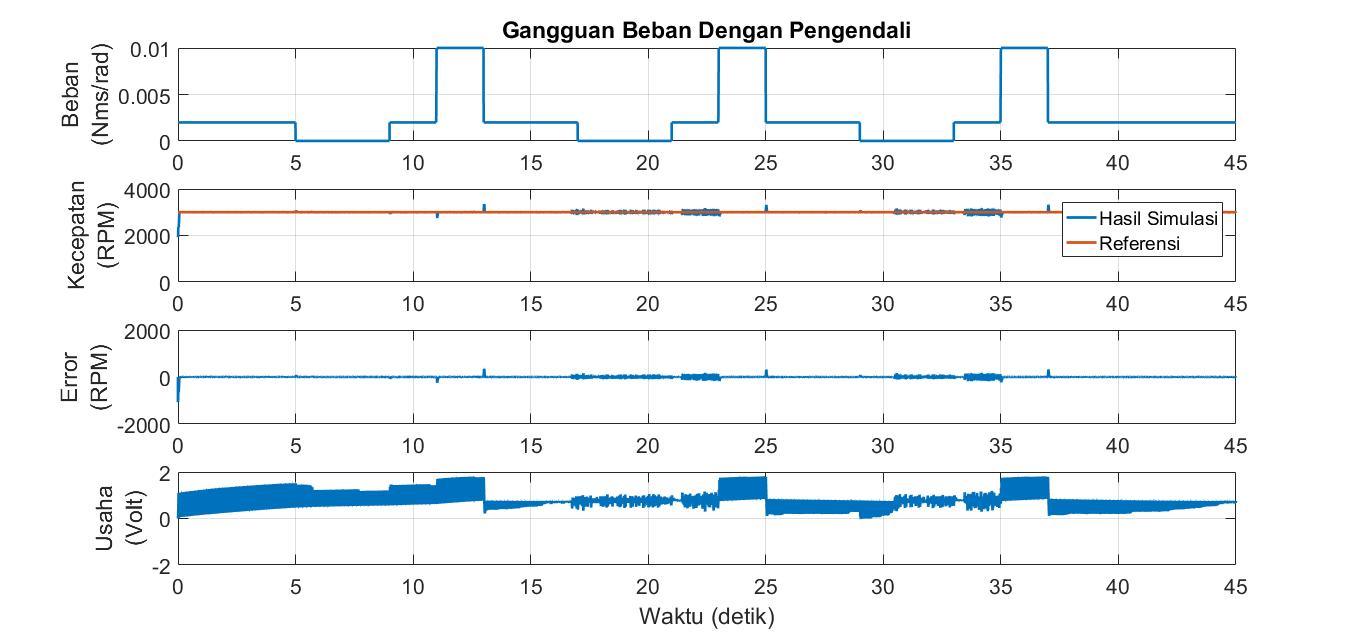 Gangguan Beban Dengan Pengendali
Beban
(Nms/rad)
0.01
0.005
0
0 5 10 15 20 25 30 35 40 45
Kecepatan
(RPM)
4000
2000
0
Hasil Simulasi
Referensi
0 5 10 15 20 25 30 35 40 45
Error
(RPM)
2000
0
-2000
0 5 10 15 20 25 30 35 40 45
Usaha
(Volt)
2
0
-2
0 5 10 15 20 25 30 35 40 45
Waktu (detik)